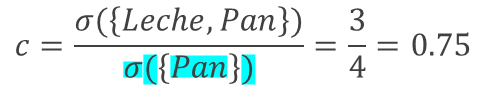 c = σ({Leche, Pan}) / σ({Pan}) = 3/4 = 0.75